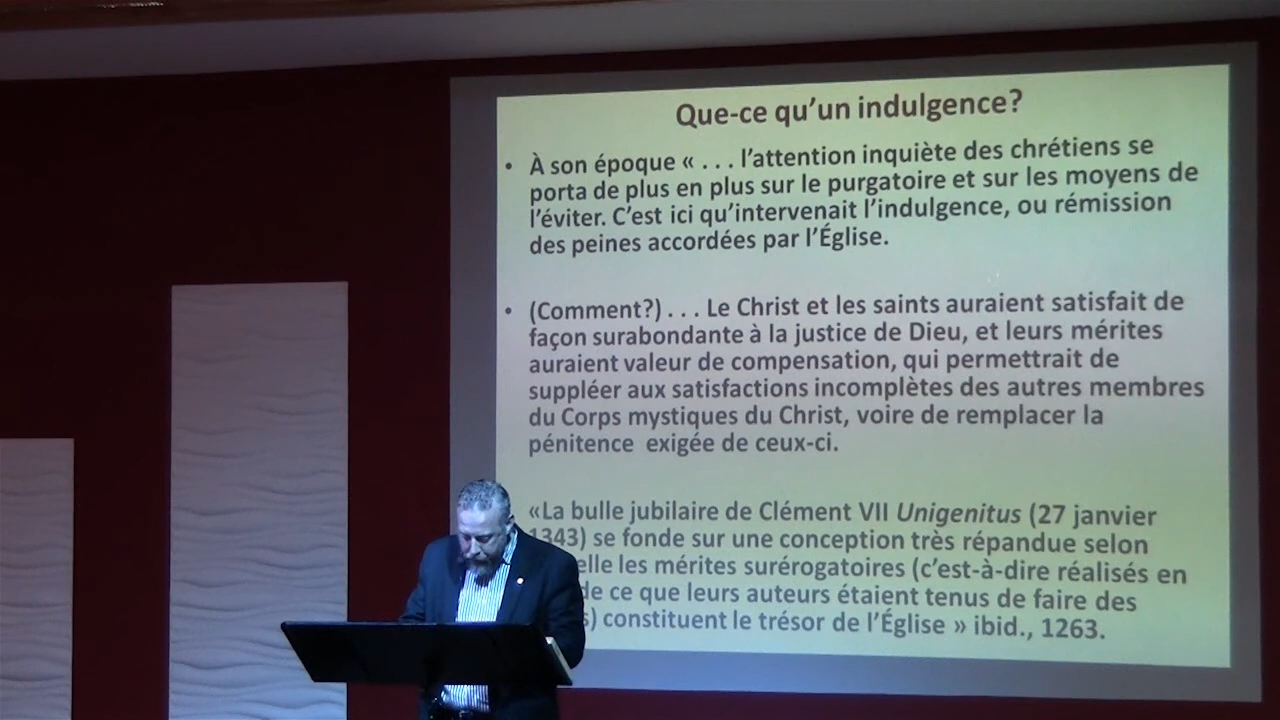 Que-ce qu’un indulgence?
• À son époque « . . . l’attention inquiète des chrétiens se
porta de plus en plus sur le purgatoire et sur les moyens de
l’éviter. C’est ici qu’intervenait l’indulgence, ou rémission
des peines accordées par l’Église.
• (Comment?) . . . Le Christ et les saints auraient satisfait de
façon surabondante à la justice de Dieu, et leurs mérites
auraient valeur de compensation, qui permettrait de
suppléer aux satisfactions incomplètes des autres membres
du Corps mystiques du Christ, voire de remplacer la
pénitence exigée de ceux-ci.
«La bulle jubilaire de Clément VII Unigenitus (27 janvier
1343) se fonde sur une conception très répandue selon
les mérites surérogatoires (c’est-à-dire réalisés en
de ce que leurs auteurs étaient tenus de faire des
) constituent le trésor de l’Église » ibid., 1263.